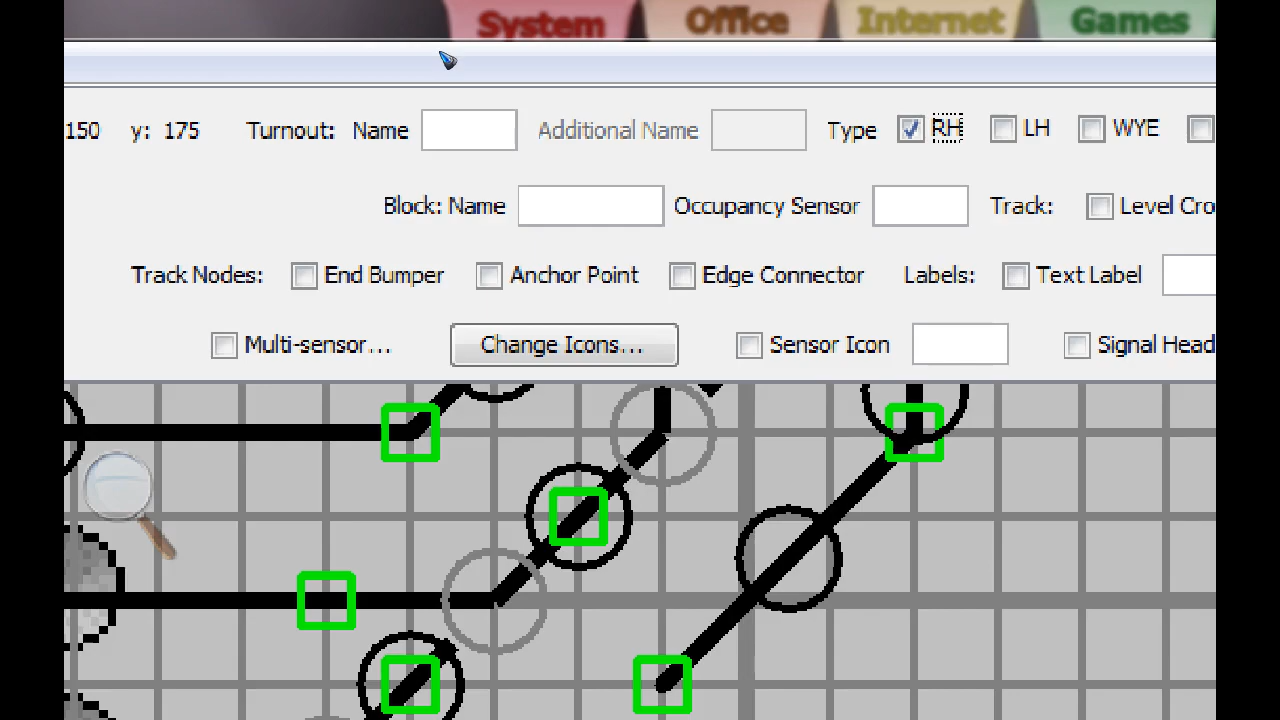 System Office Internet Games
150 y: 175 Turnout: Name Additional Name Type RH LH WYE
Block: Name Occupancy Sensor Track: Level Cro
Track Nodes: End Bumper Anchor Point Edge Connector Labels: Text Label
Multi-sensor... Change Icons... Sensor Icon Signal Head